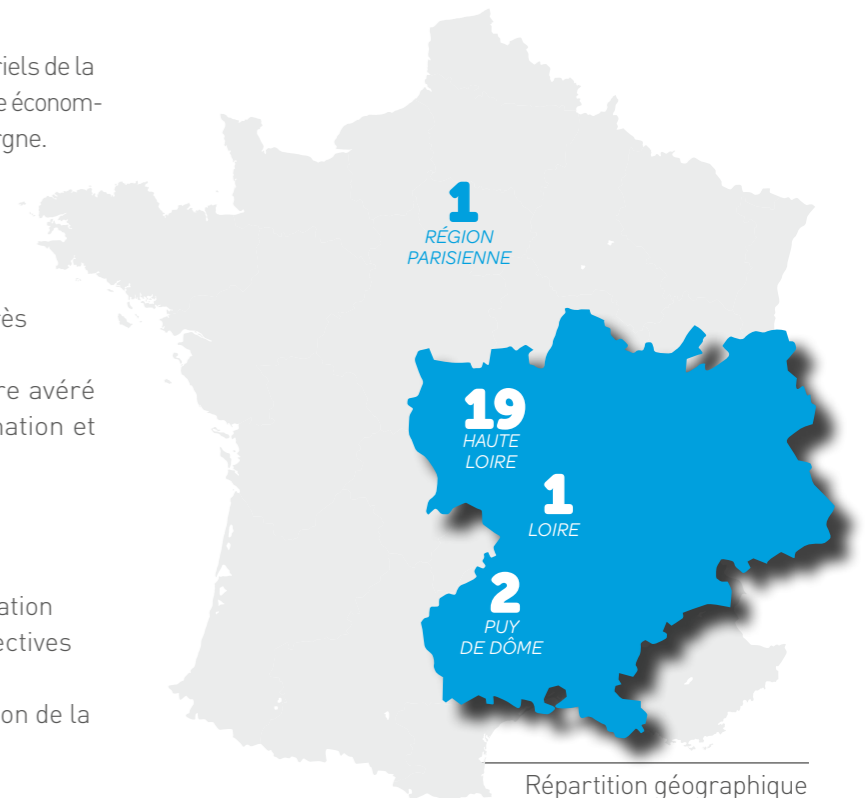 riels de la
e économ-
rgne.
1
RÉGION
PARISIENNE
ès
re avéré
nation et
19
HAUTE
LOIRE
1
LOIRE
2
PUY
DE DÔME
ation
ectives
on de la
Répartition géographique